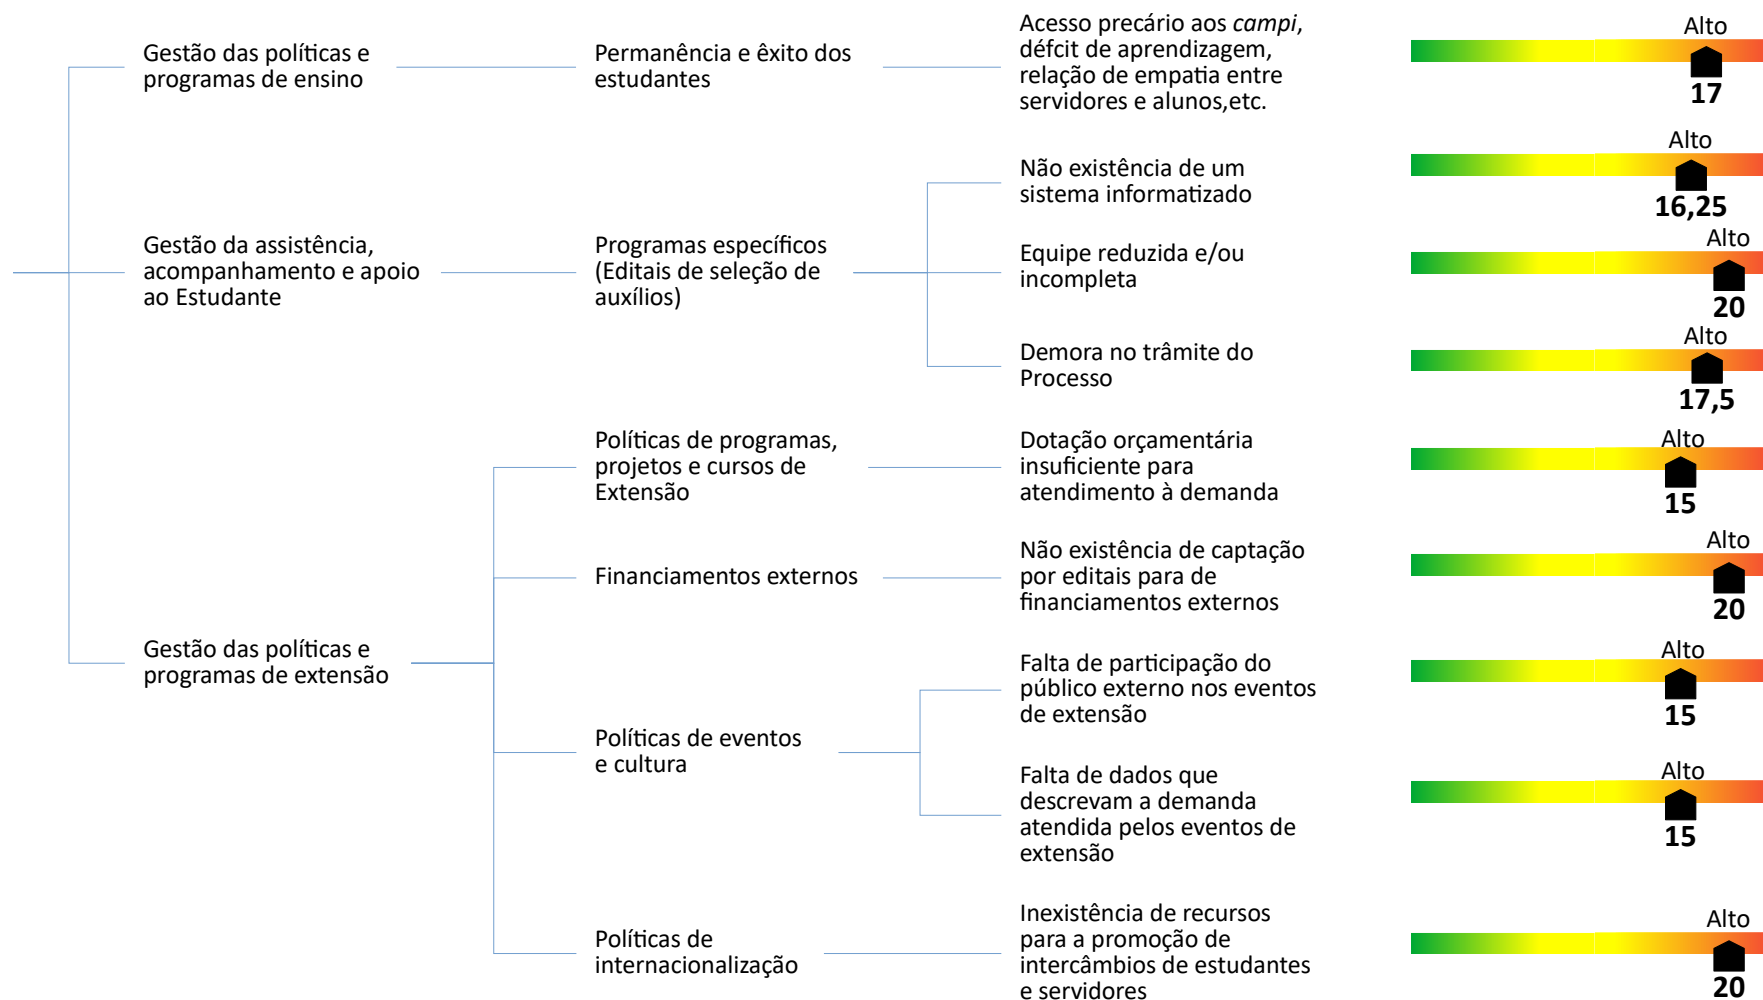 Gestão das políticas e
programas de ensino
Permanência e êxito dos
estudantes
Acesso precário aos campi,
défcit de aprendizagem,
relação de empatia entre
servidores e alunos,etc.
Alto
17
Gestão da assistência,
acompanhamento e apoio
ao Estudante
Programas específicos
(Editais de seleção de
auxílios)
Não existência de um
sistema informatizado
Alto
16,25
Equipe reduzida e/ou
incompleta
Alto
20
Demora no trâmite do
Processo
Alto
17,5
Gestão das políticas e
programas de extensão
Políticas de programas,
projetos e cursos de
Extensão
Dotação orçamentária
insuficiente para
atendimento à demanda
Alto
15
Financiamentos externos
Não existência de captação
por editais para de
financiamentos externos
Alto
20
Políticas de eventos
e cultura
Falta de participação do
público externo nos eventos
de extensão
Alto
15
Falta de dados que
descrevam a demanda
atendida pelos eventos de
extensão
Alto
15
Políticas de
internacionalização
Inexistência de recursos
para a promoção de
intercâmbios de estudantes
e servidores
Alto
20